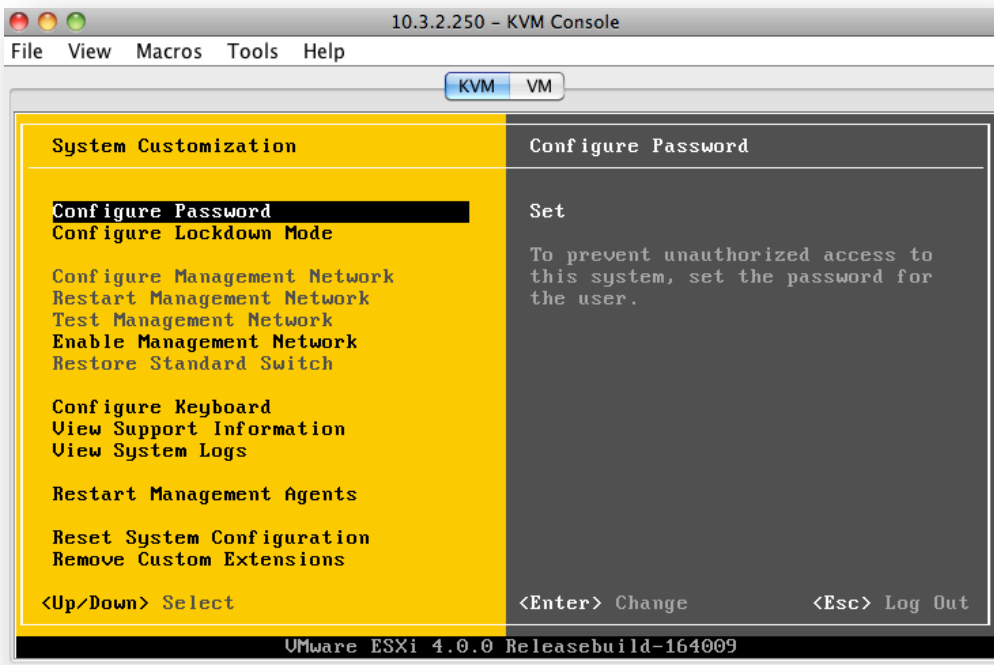 10.3.2.250 – KVM Console
File View Macros Tools Help
KVM VM
System Customization
Configure Password
Configure Lockdown Mode
Configure Management Network
Restart Management Network
Test Management Network
Enable Management Network
Restore Standard Switch
Configure Keyboard
View Support Information
View System Logs
Restart Management Agents
Reset System Configuration
Remove Custom Extensions
<Up/Down> Select
Configure Password
Set
To prevent unauthorized access to
this system, set the password for
the user.
<Enter> Change <Esc> Log Out
VMware ESXi 4.0.0 Releasebuild-164009